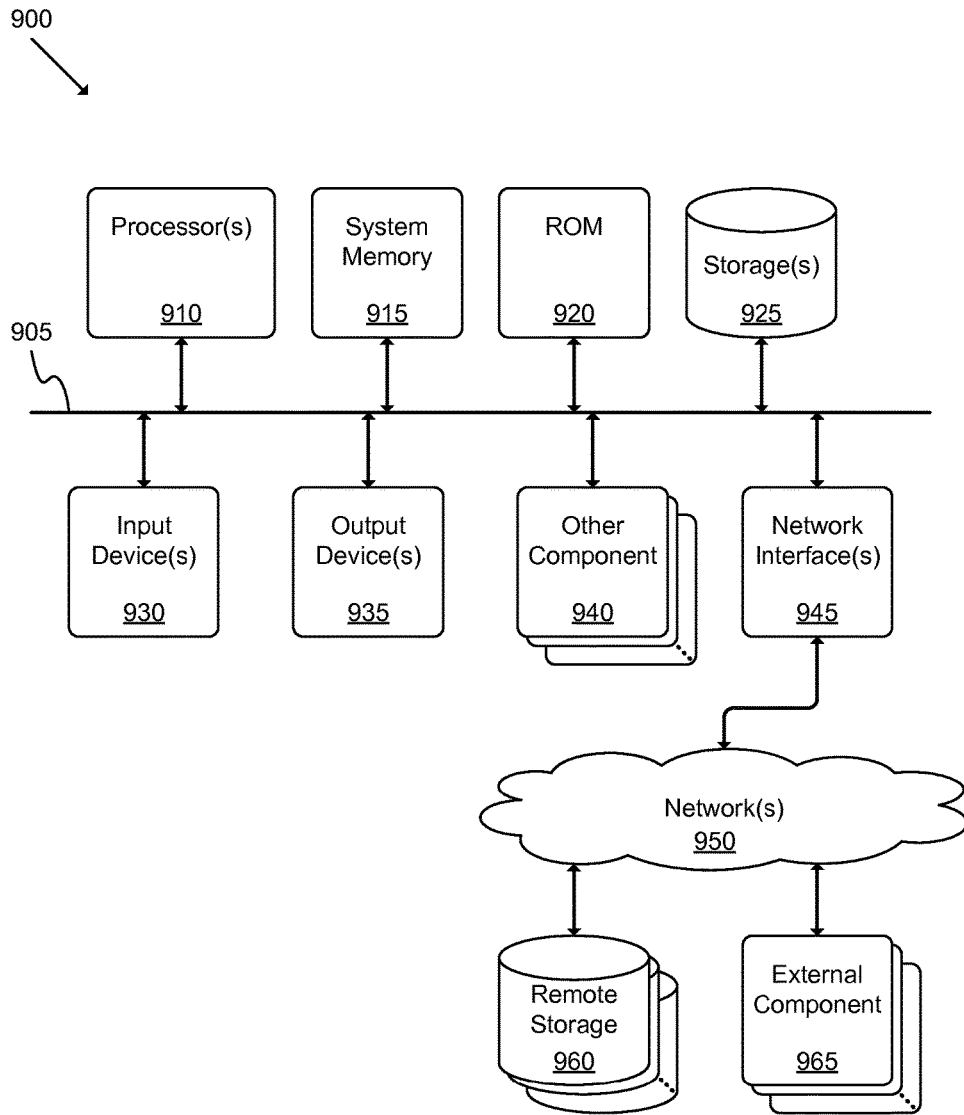 900
Processor(s)
910
System
Memory
915
ROM
920
Storage(s)
925
905
Input
Device(s)
930
Output
Device(s)
935
Other
Component
940
Network
Interface(s)
945
Network(s)
950
Remote
Storage
960
External
Component
965